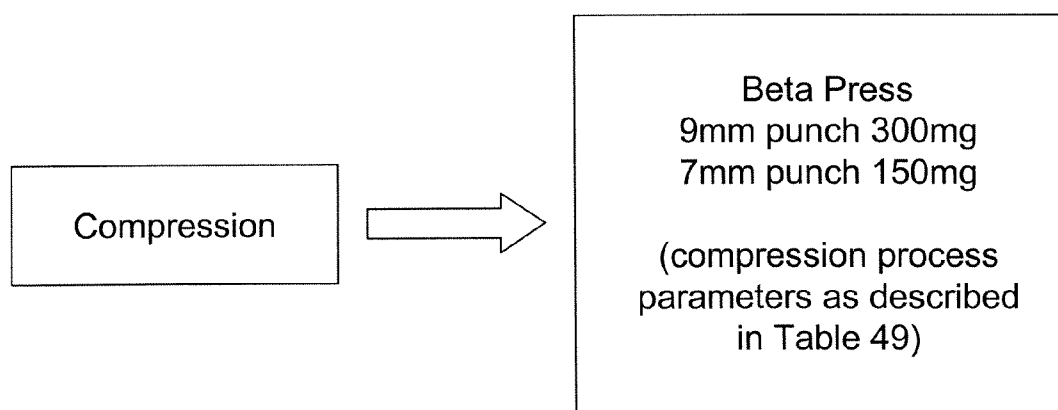 Compression
Beta Press
9mm punch 300mg
7mm punch 150mg
(compression process
parameters as described
in Table 49)